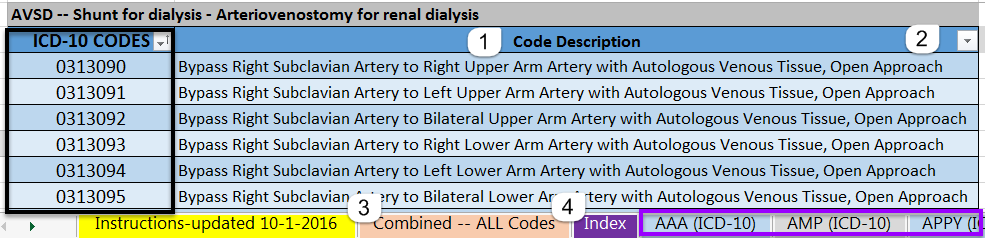 AVSD -- Shunt for dialysis - Arteriovenostomy for renal dialysis
ICD-10 CODES 1 Code Description 2
0313090 Bypass Right Subclavian Artery to Right Upper Arm Artery with Autologous Venous Tissue, Open Approach
0313091 Bypass Right Subclavian Artery to Left Upper Arm Artery with Autologous Venous Tissue, Open Approach
0313092 Bypass Right Subclavian Artery to Bilateral Upper Arm Artery with Autologous Venous Tissue, Open Approach
0313093 Bypass Right Subclavian Artery to Right Lower Arm Artery with Autologous Venous Tissue, Open Approach
0313094 Bypass Right Subclavian Artery to Left Lower Arm Artery with Autologous Venous Tissue, Open Approach
0313095 Bypass Right Subclavian Artery to Bilateral Lower Arm Artery with Autologous Venous Tissue, Open Approach
Instructions-updated 10-1-2016 3 Combined -- ALL Codes 4 Index AAA (ICD-10) AMP (ICD-10) APPY (IC